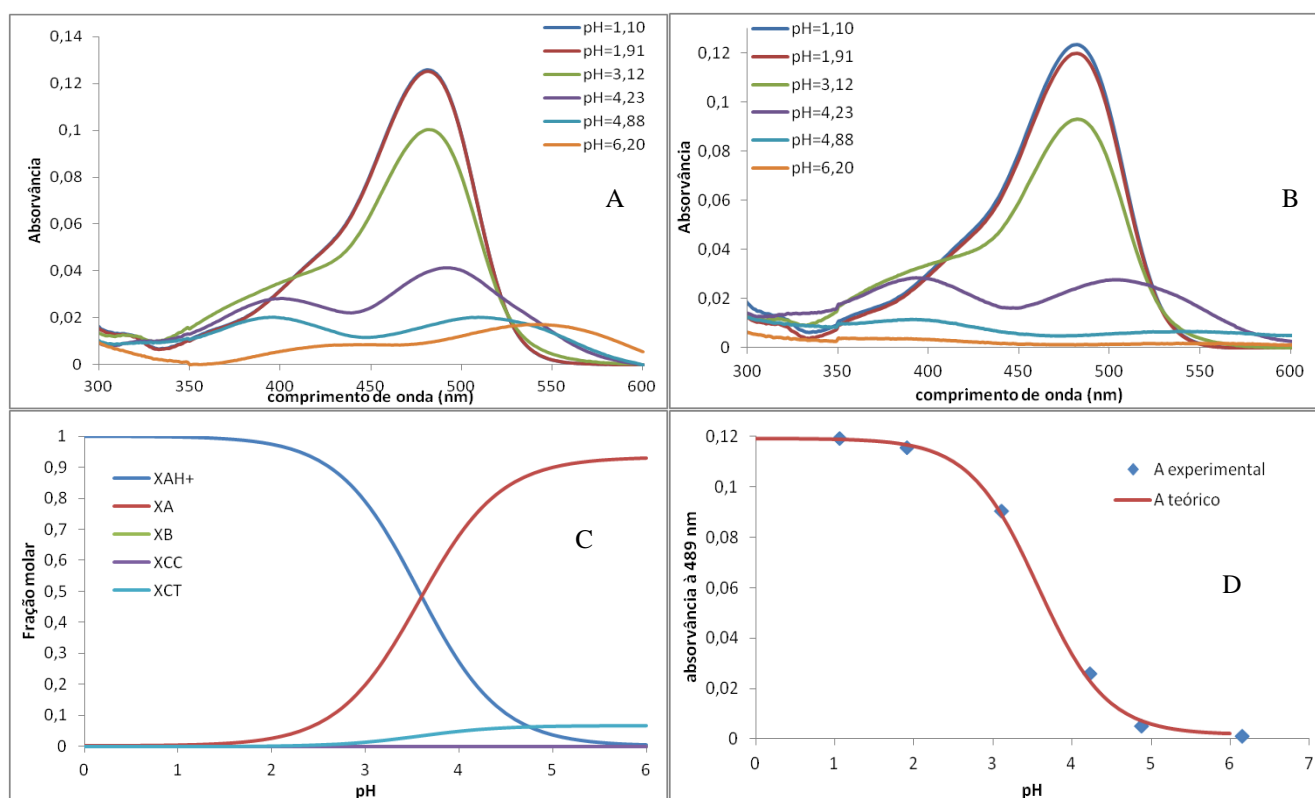 pH=1,10
pH=1,91
pH=3,12
pH=4,23
pH=4,88
pH=6,20
A
Absorvância
0,14
0,12
0,1
0,08
0,06
0,04
0,02
0
300 350 400 450 500 550 600
comprimento de onda (nm)
pH=1,10
pH=1,91
pH=3,12
pH=4,23
pH=4,88
pH=6,20
B
Absorvância
0,12
0,1
0,08
0,06
0,04
0,02
0
300 350 400 450 500 550 600
comprimento de onda (nm)
XAH+
XA
XB
XCC
XCT
C
Fração molar
1
0,9
0,8
0,7
0,6
0,5
0,4
0,3
0,2
0,1
0
0 1 2 3 4 5 6
pH
A experimental
A teórico
D
absorvância à 489 nm
0,12
0,1
0,08
0,06
0,04
0,02
0
0 1 2 3 4 5 6 7
pH